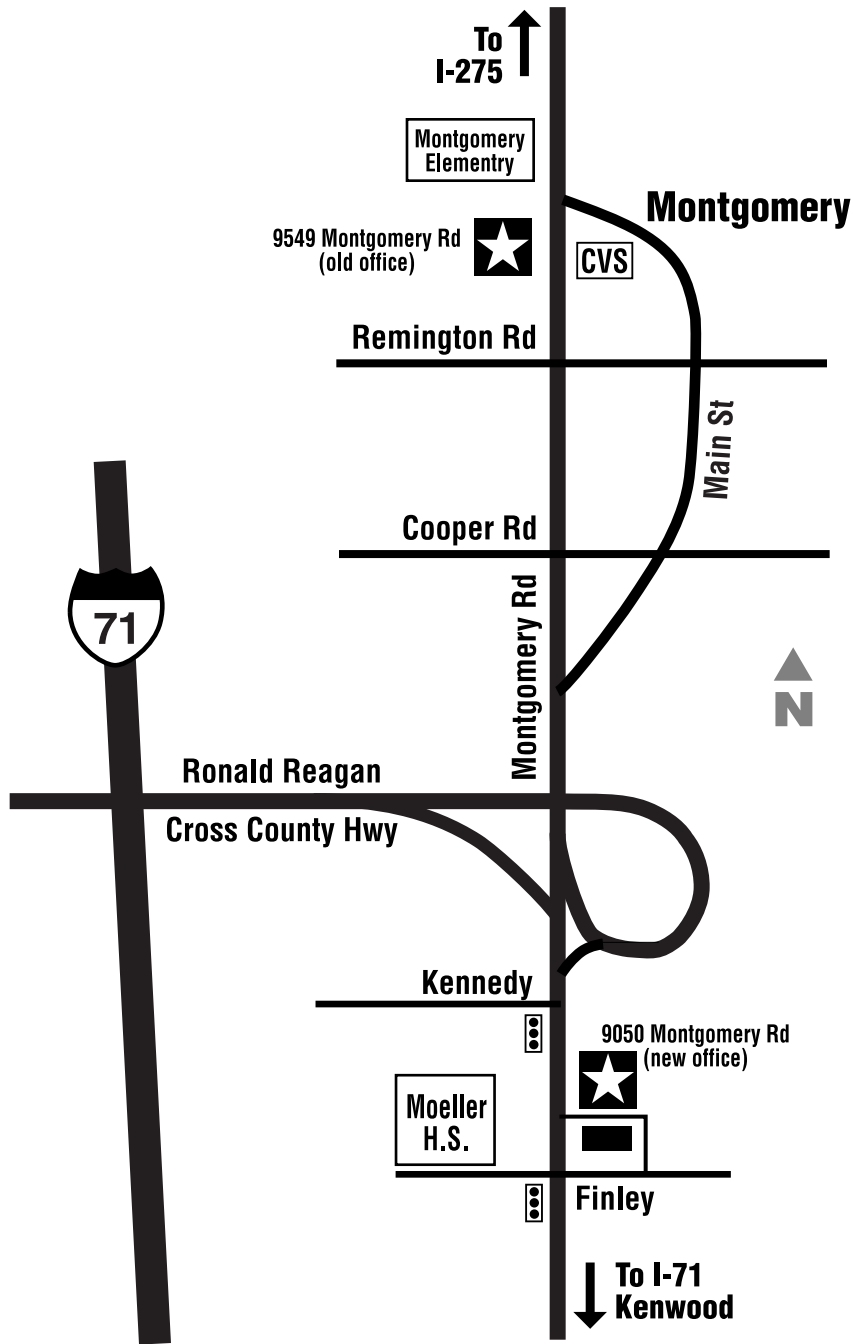 To
I-275
Montgomery
Elementry
Montgomery
9549 Montgomery Rd
(old office)
CVS
Remington Rd
Main St
Cooper Rd
71
Montgomery Rd
N
Ronald Reagan
Cross County Hwy
Kennedy
9050 Montgomery Rd
(new office)
Moeller
H.S.
Finley
To I-71
Kenwood